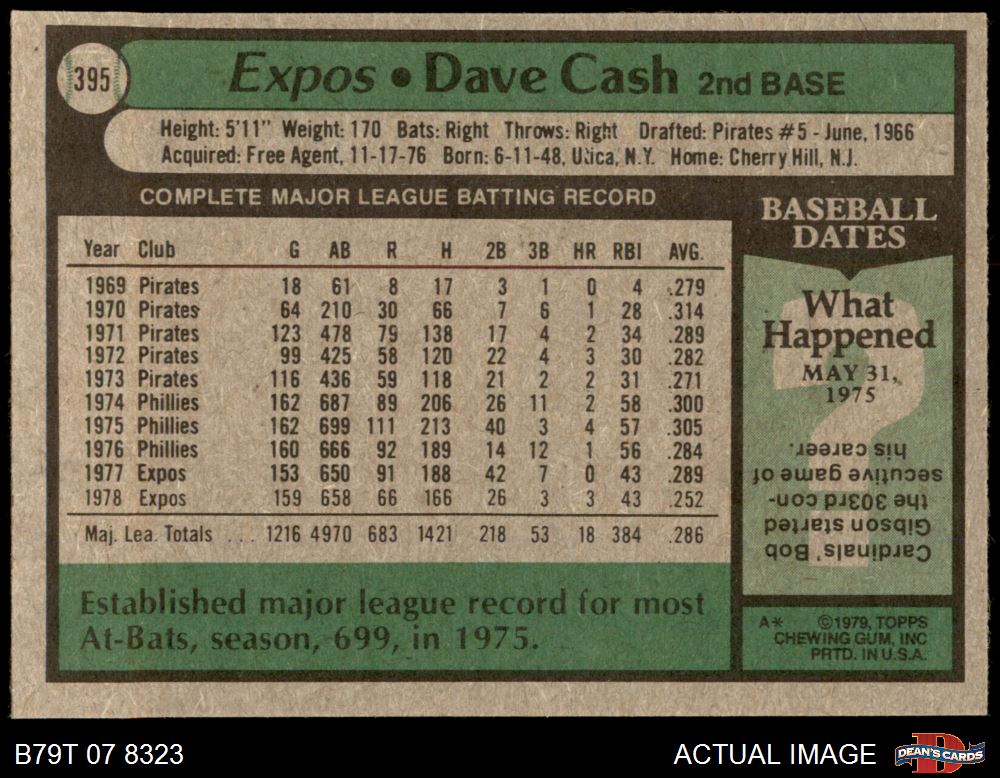 395
Expos • Dave Cash 2nd BASE
Height: 5'11" Weight: 170 Bats: Right Throws: Right Drafted: Pirates #5 - June, 1966
Acquired: Free Agent, 11-17-76 Born: 6-11-48, Utica, N.Y. Home: Cherry Hill, N.J.
COMPLETE MAJOR LEAGUE BATTING RECORD
Year Club G AB R H 2B 3B HR RBI AVG.
1969 Pirates 18 61 8 17 3 1 0 4 .279
1970 Pirates 64 210 30 66 7 6 1 28 .314
1971 Pirates 123 478 79 138 17 4 2 34 .289
1972 Pirates 99 425 58 120 22 4 3 30 .282
1973 Pirates 116 436 59 118 21 2 2 31 .271
1974 Phillies 162 687 89 206 26 11 2 58 .300
1975 Phillies 162 699 111 213 40 3 4 57 .305
1976 Phillies 160 666 92 189 14 12 1 56 .284
1977 Expos 153 650 91 188 42 7 0 43 .289
1978 Expos 159 658 66 166 26 3 3 43 .252
Maj. Lea. Totals . . . 1216 4970 683 1421 218 53 18 384 .286
Established major league record for most
At-Bats, season, 699, in 1975.
BASEBALL
DATES
What
Happened
MAY 31,
1975
?
Cardinals' Bob
Gibson started
the 303rd con-
secutive game of
his career.
A* ©1979, TOPPS
CHEWING GUM, INC
PRTD. IN U.S.A.
B79T 07 8323
ACTUAL IMAGE
DEAN'S CARDS